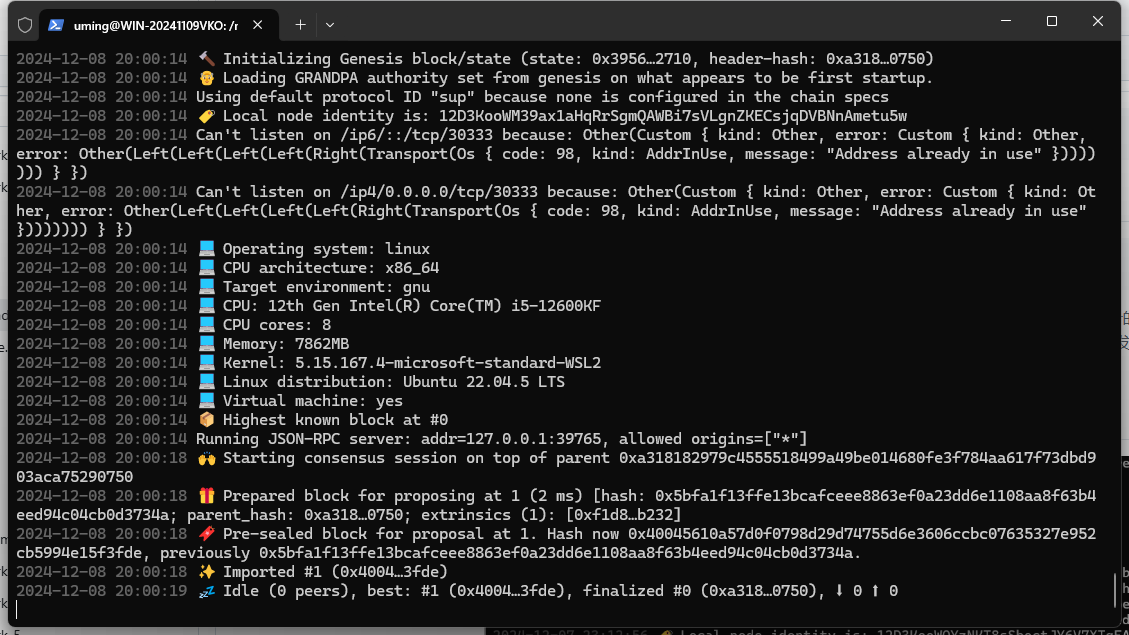 uming@WIN-20241109VKO: /r
2024-12-08 20:00:14 🔨 Initializing Genesis block/state (state: 0x3956…2710, header-hash: 0xa318…0750)
2024-12-08 20:00:14 👴 Loading GRANDPA authority set from genesis on what appears to be first startup.
2024-12-08 20:00:14 Using default protocol ID "sup" because none is configured in the chain specs
2024-12-08 20:00:14 🏷 Local node identity is: 12D3KooWM39ax1aHqRrSgmQAWBi7sVLgnZKECsjqDVBNnAmetu5w
2024-12-08 20:00:14 Can't listen on /ip6/::/tcp/30333 because: Other(Custom { kind: Other, error: Custom { kind: Other,
error: Other(Left(Left(Left(Left(Left(Right(Transport(Os { code: 98, kind: AddrInUse, message: "Address already in use" })))))
))) } })
2024-12-08 20:00:14 Can't listen on /ip4/0.0.0.0/tcp/30333 because: Other(Custom { kind: Other, error: Custom { kind: Ot
her, error: Other(Left(Left(Left(Left(Left(Right(Transport(Os { code: 98, kind: AddrInUse, message: "Address already in use"
})))))))) } })
2024-12-08 20:00:14 💻 Operating system: linux
2024-12-08 20:00:14 💻 CPU architecture: x86_64
2024-12-08 20:00:14 💻 Target environment: gnu
2024-12-08 20:00:14 💻 CPU: 12th Gen Intel(R) Core(TM) i5-12600KF
2024-12-08 20:00:14 💻 CPU cores: 8
2024-12-08 20:00:14 💻 Memory: 7862MB
2024-12-08 20:00:14 💻 Kernel: 5.15.167.4-microsoft-standard-WSL2
2024-12-08 20:00:14 💻 Linux distribution: Ubuntu 22.04.5 LTS
2024-12-08 20:00:14 💻 Virtual machine: yes
2024-12-08 20:00:14 📦 Highest known block at #0
2024-12-08 20:00:14 Running JSON-RPC server: addr=127.0.0.1:39765, allowed origins=["*"]
2024-12-08 20:00:18 🙌 Starting consensus session on top of parent 0xa318182979c4555518499a49be014680fe3f784aa617f73dbd9
03aca75290750
2024-12-08 20:00:18 🎁 Prepared block for proposing at 1 (2 ms) [hash: 0x5bfa1f13ffe13bcafceee8863ef0a23dd6e1108aa8f63b4
eed94c04cb0d3734a; parent_hash: 0xa318…0750; extrinsics (1): [0xf1d8…b232]
2024-12-08 20:00:18 🔖 Pre-sealed block for proposal at 1. Hash now 0x40045610a57d0f0798d29d74755d6e3606ccbc07635327e952
cb5994e15f3fde, previously 0x5bfa1f13ffe13bcafceee8863ef0a23dd6e1108aa8f63b4eed94c04cb0d3734a.
2024-12-08 20:00:18 ✨ Imported #1 (0x4004…3fde)
2024-12-08 20:00:19 💤 Idle (0 peers), best: #1 (0x4004…3fde), finalized #0 (0xa318…0750), ⬇ 0 ⬆ 0